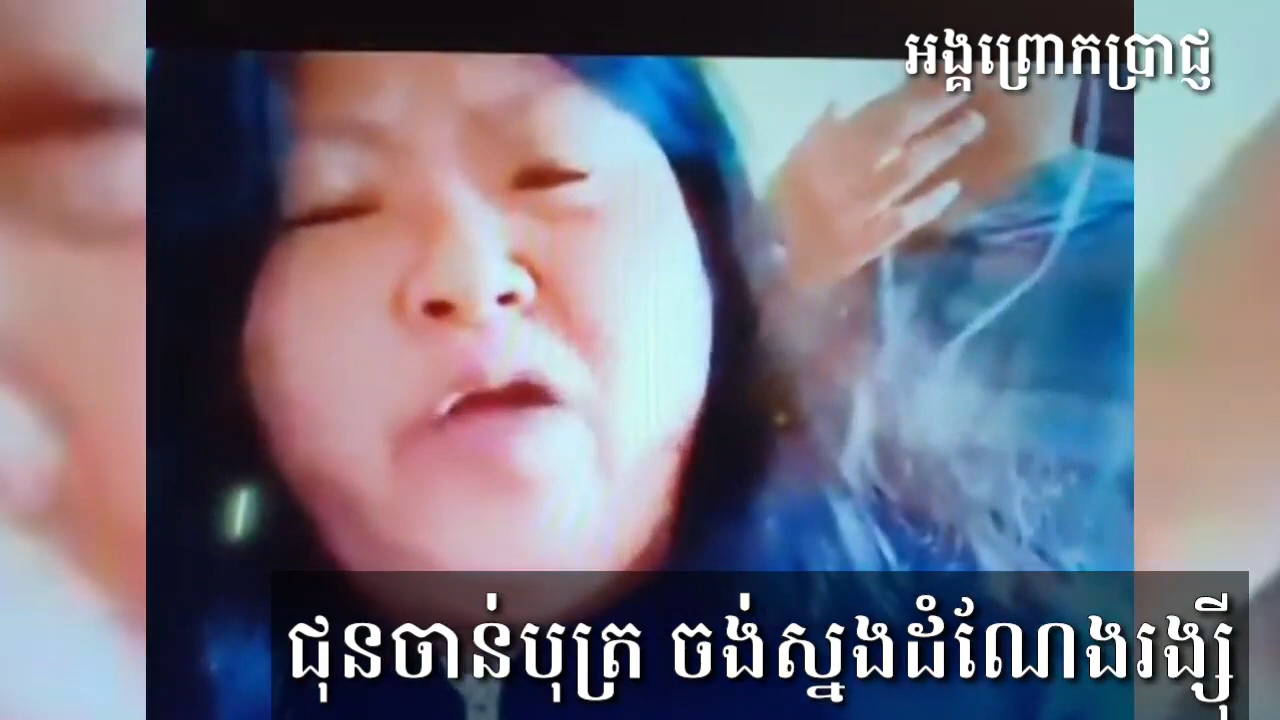 អង្គព្រោកប្រាជ្ញ
ជុនចាន់បុត្រ ចង់ស្នងដំណែងរង្ស៊ី